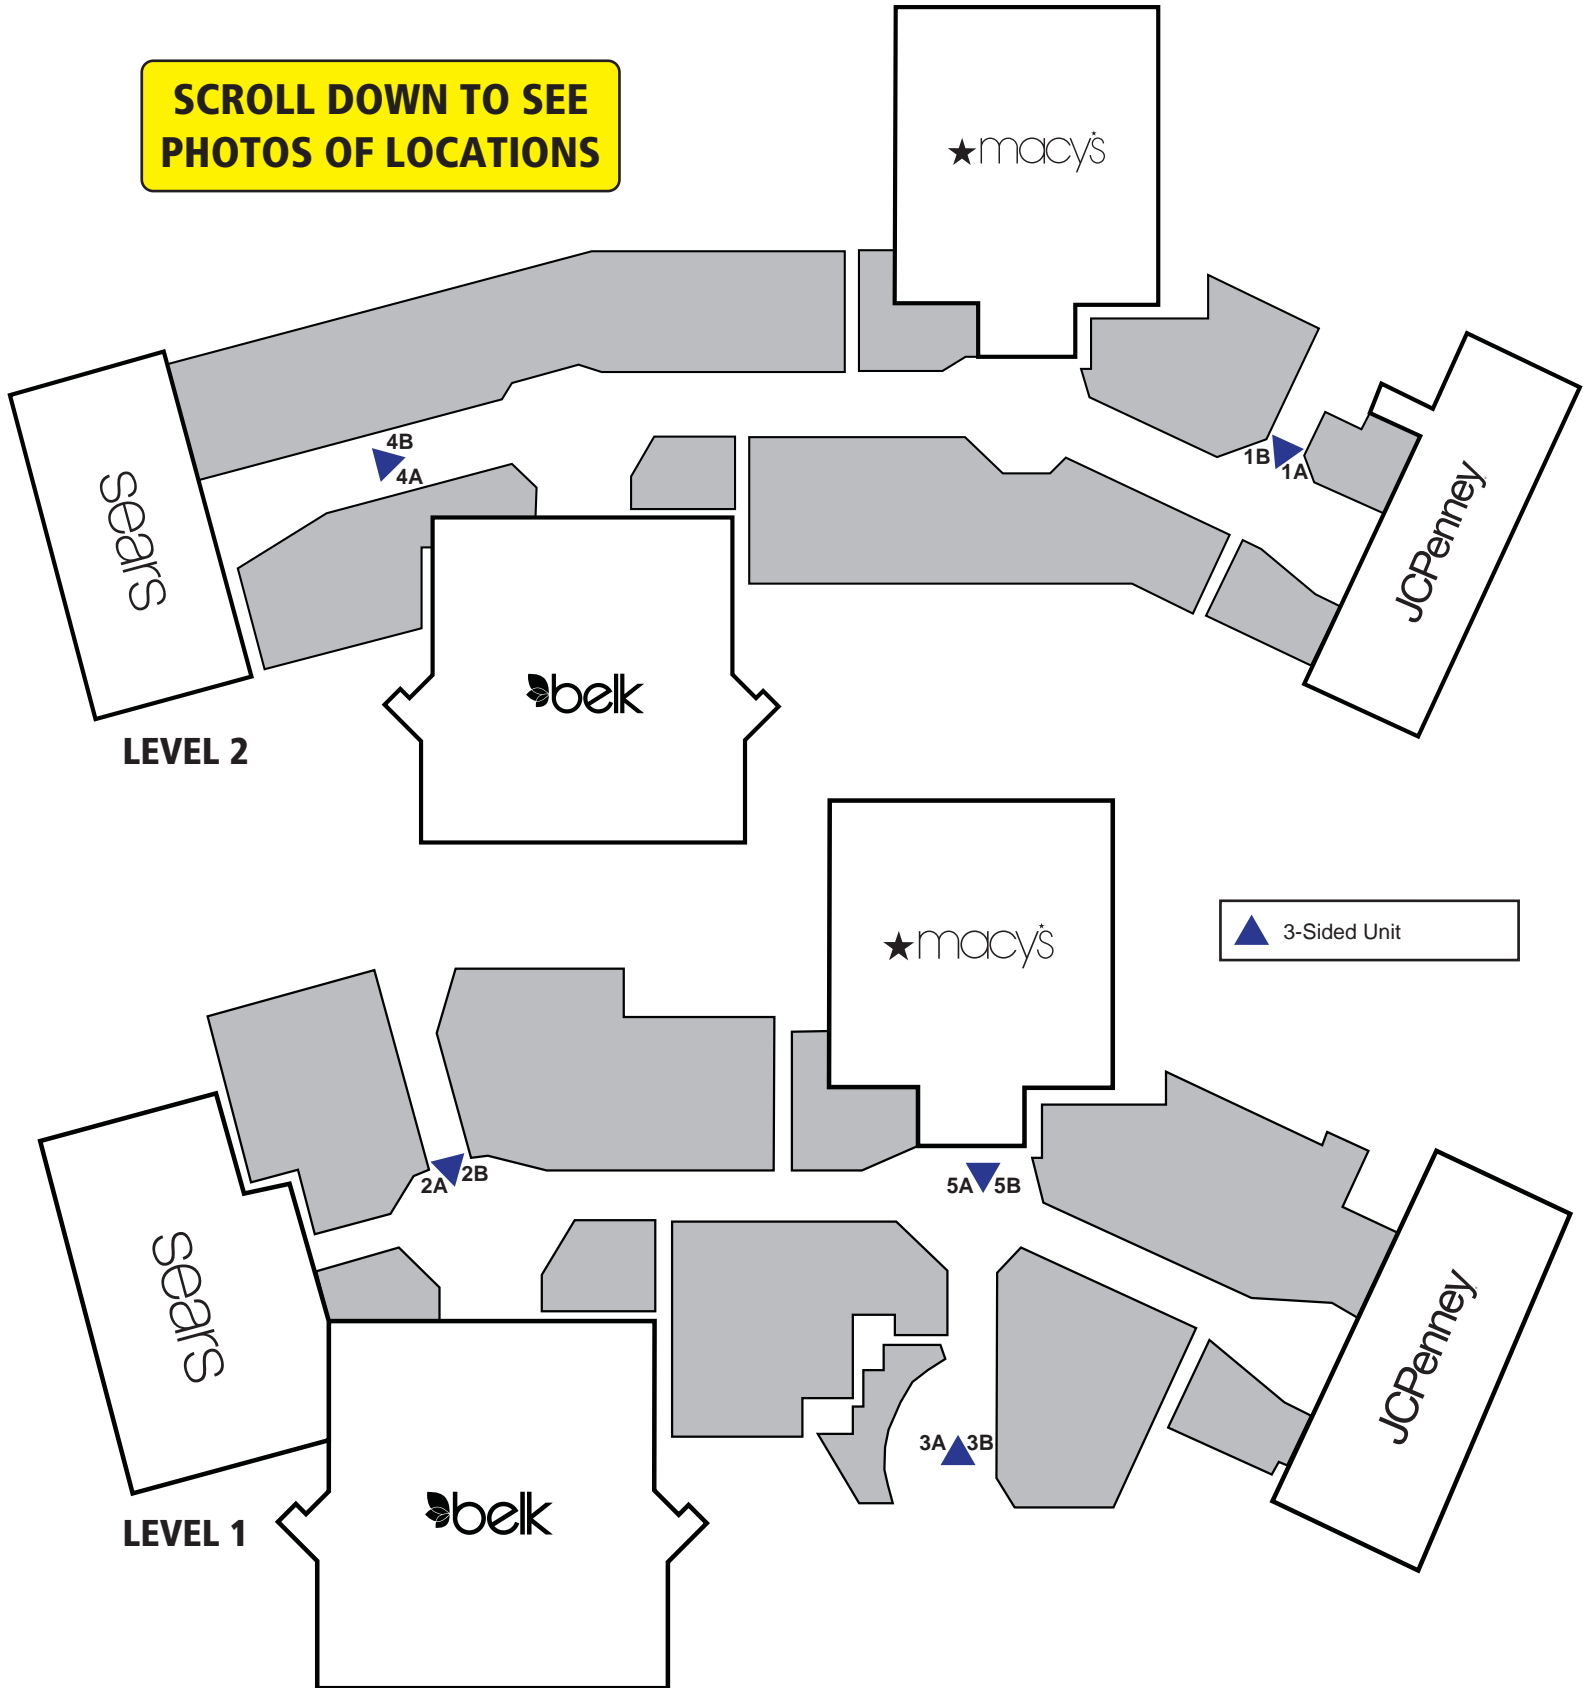 SCROLL DOWN TO SEE
PHOTOS OF LOCATIONS
macy's
4B
4A
1B
1A
sears
JCPenney
belk
LEVEL 2
macy's
3-Sided Unit
2A
2B
5A
5B
sears
JCPenney
3A
3B
belk
LEVEL 1